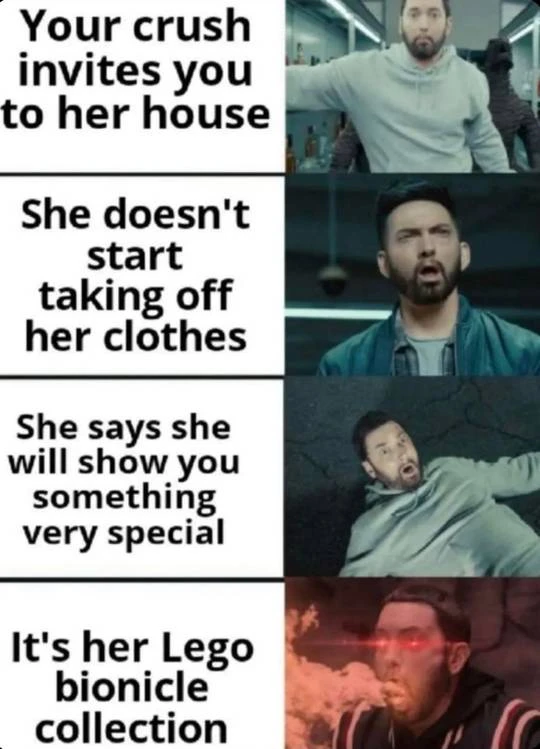 Your crush
invites you
to her house
She doesn't
start
taking off
her clothes
She says she
will show you
something
very special
It's her Lego
bionicle
collection